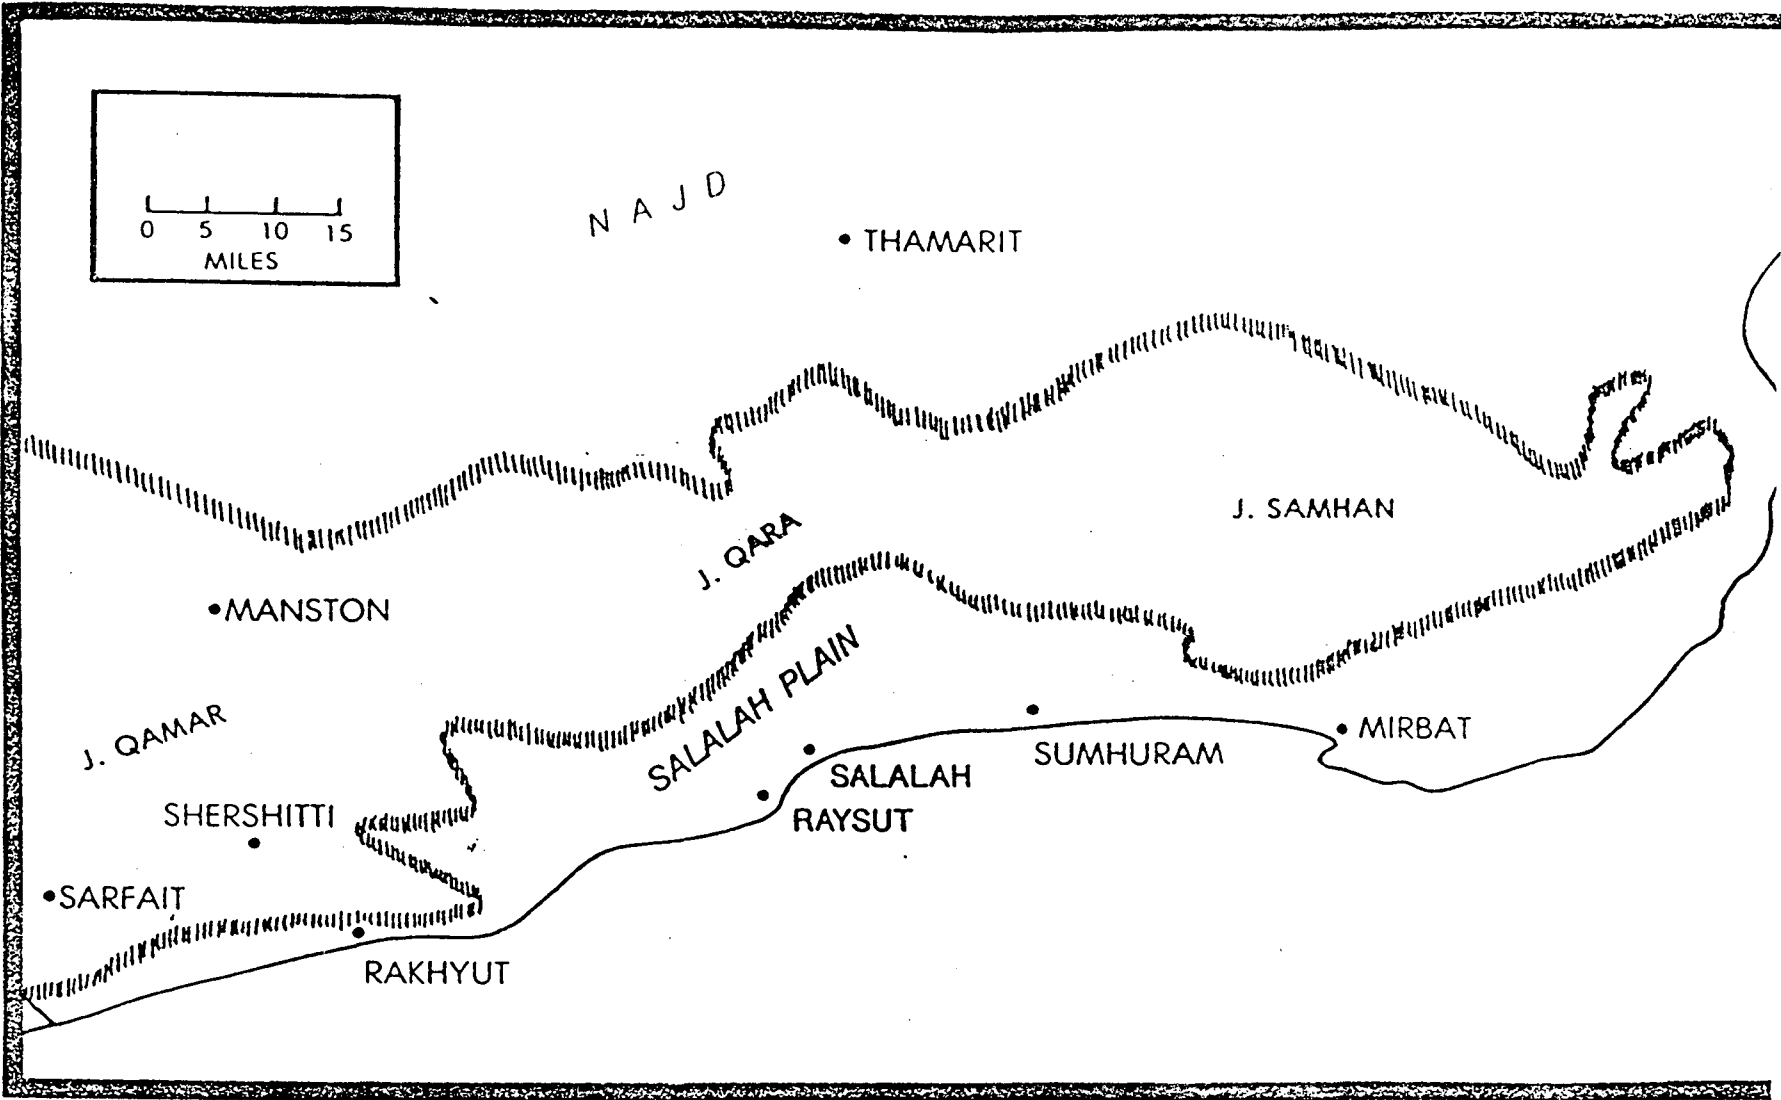 NAJD
THAMARIT
0 5 10 15
MILES
J. SAMHAN
J. QARA
MANSTON
SALALAH PLAIN
J. QAMAR
MIRBAT
SUMHURAM
SALALAH
SHERSHITTI
RAYSUT
SARFAIT
RAKHYUT